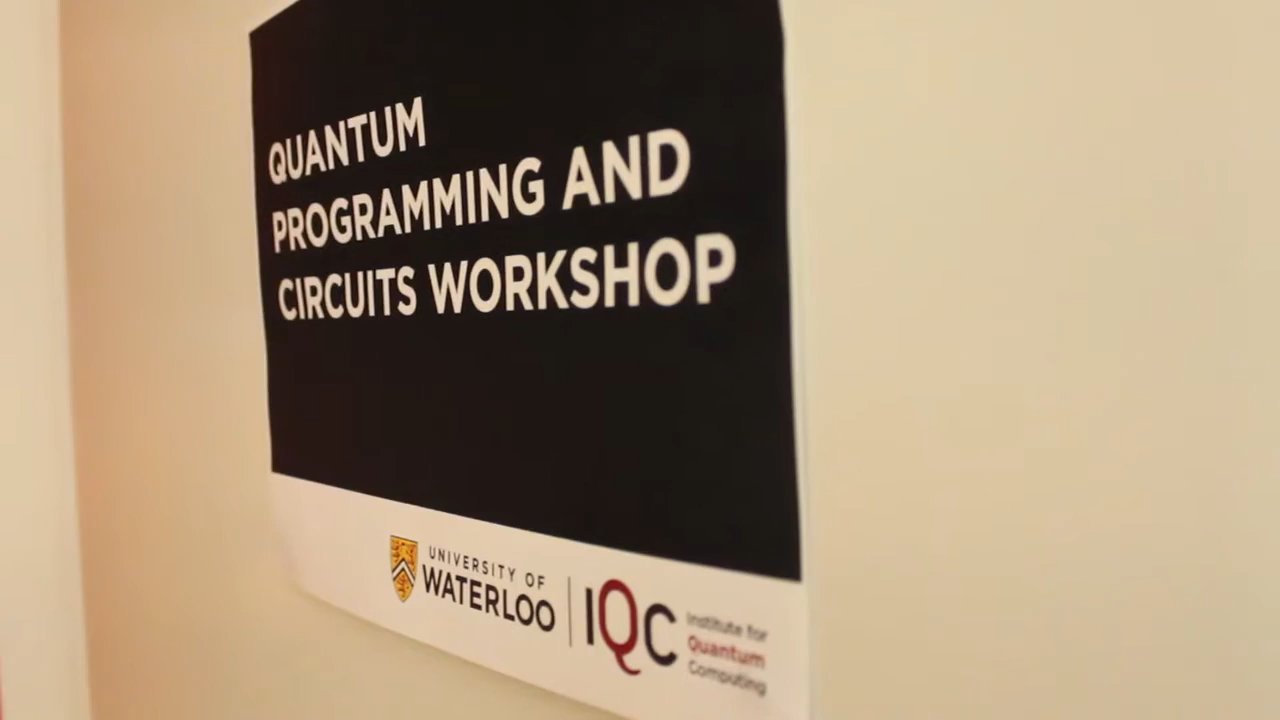 QUANTUM
PROGRAMMING AND
CIRCUITS WORKSHOP
UNIVERSITY OF
WATERLOO
IQC
Institute for
Quantum
Computing